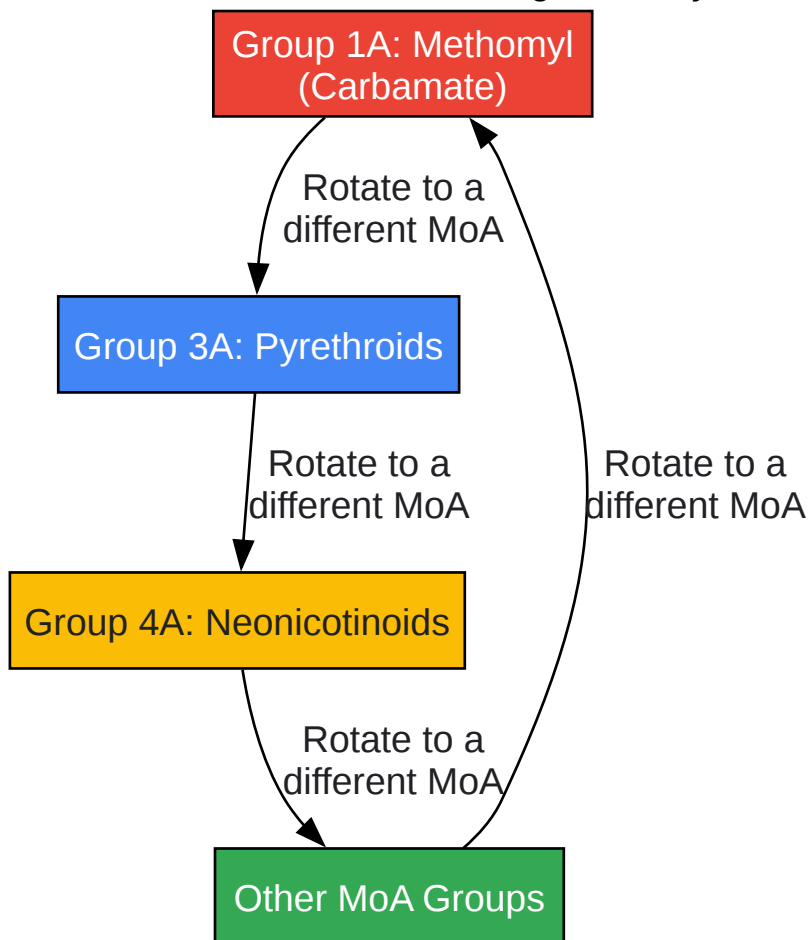 Group 1A: Methomyl
(Carbamate)
Rotate to a
different MoA
Group 3A: Pyrethroids
Rotate to a
different MoA
Rotate to a
different MoA
Group 4A: Neonicotinoids
Rotate to a
different MoA
Other MoA Groups